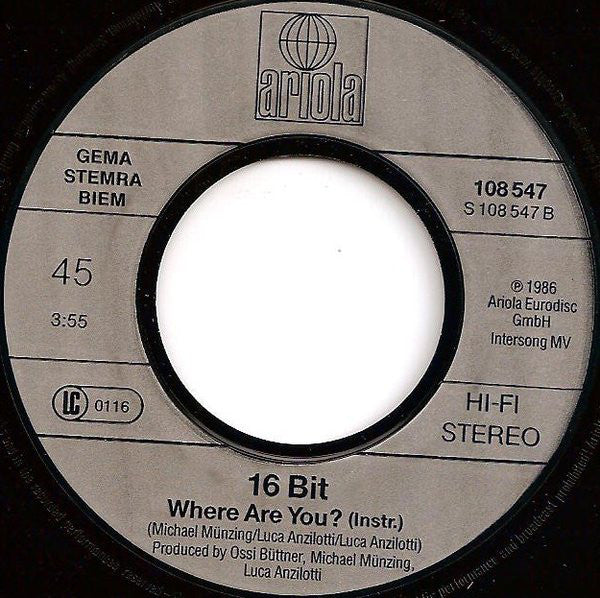 ariola
GEMA
STEMRA
BIEM
108 547
S 108 547 B
45
3:55
℗ 1986
Ariola Eurodisc
GmbH
Intersong MV
LC 0116
HI-FI
STEREO
16 Bit
Where Are You? (Instr.)
(Michael Münzing/Luca Anzilotti/Luca Anzilotti)
Produced by Ossi Büttner, Michael Münzing,
Luca Anzilotti